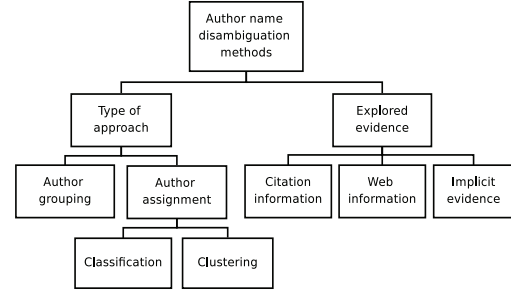 Author name
disambiguation
methods
Type of
approach
Explored
evidence
Author
grouping
Author
assignment
Citation
information
Web
information
Implicit
evidence
Classification
Clustering